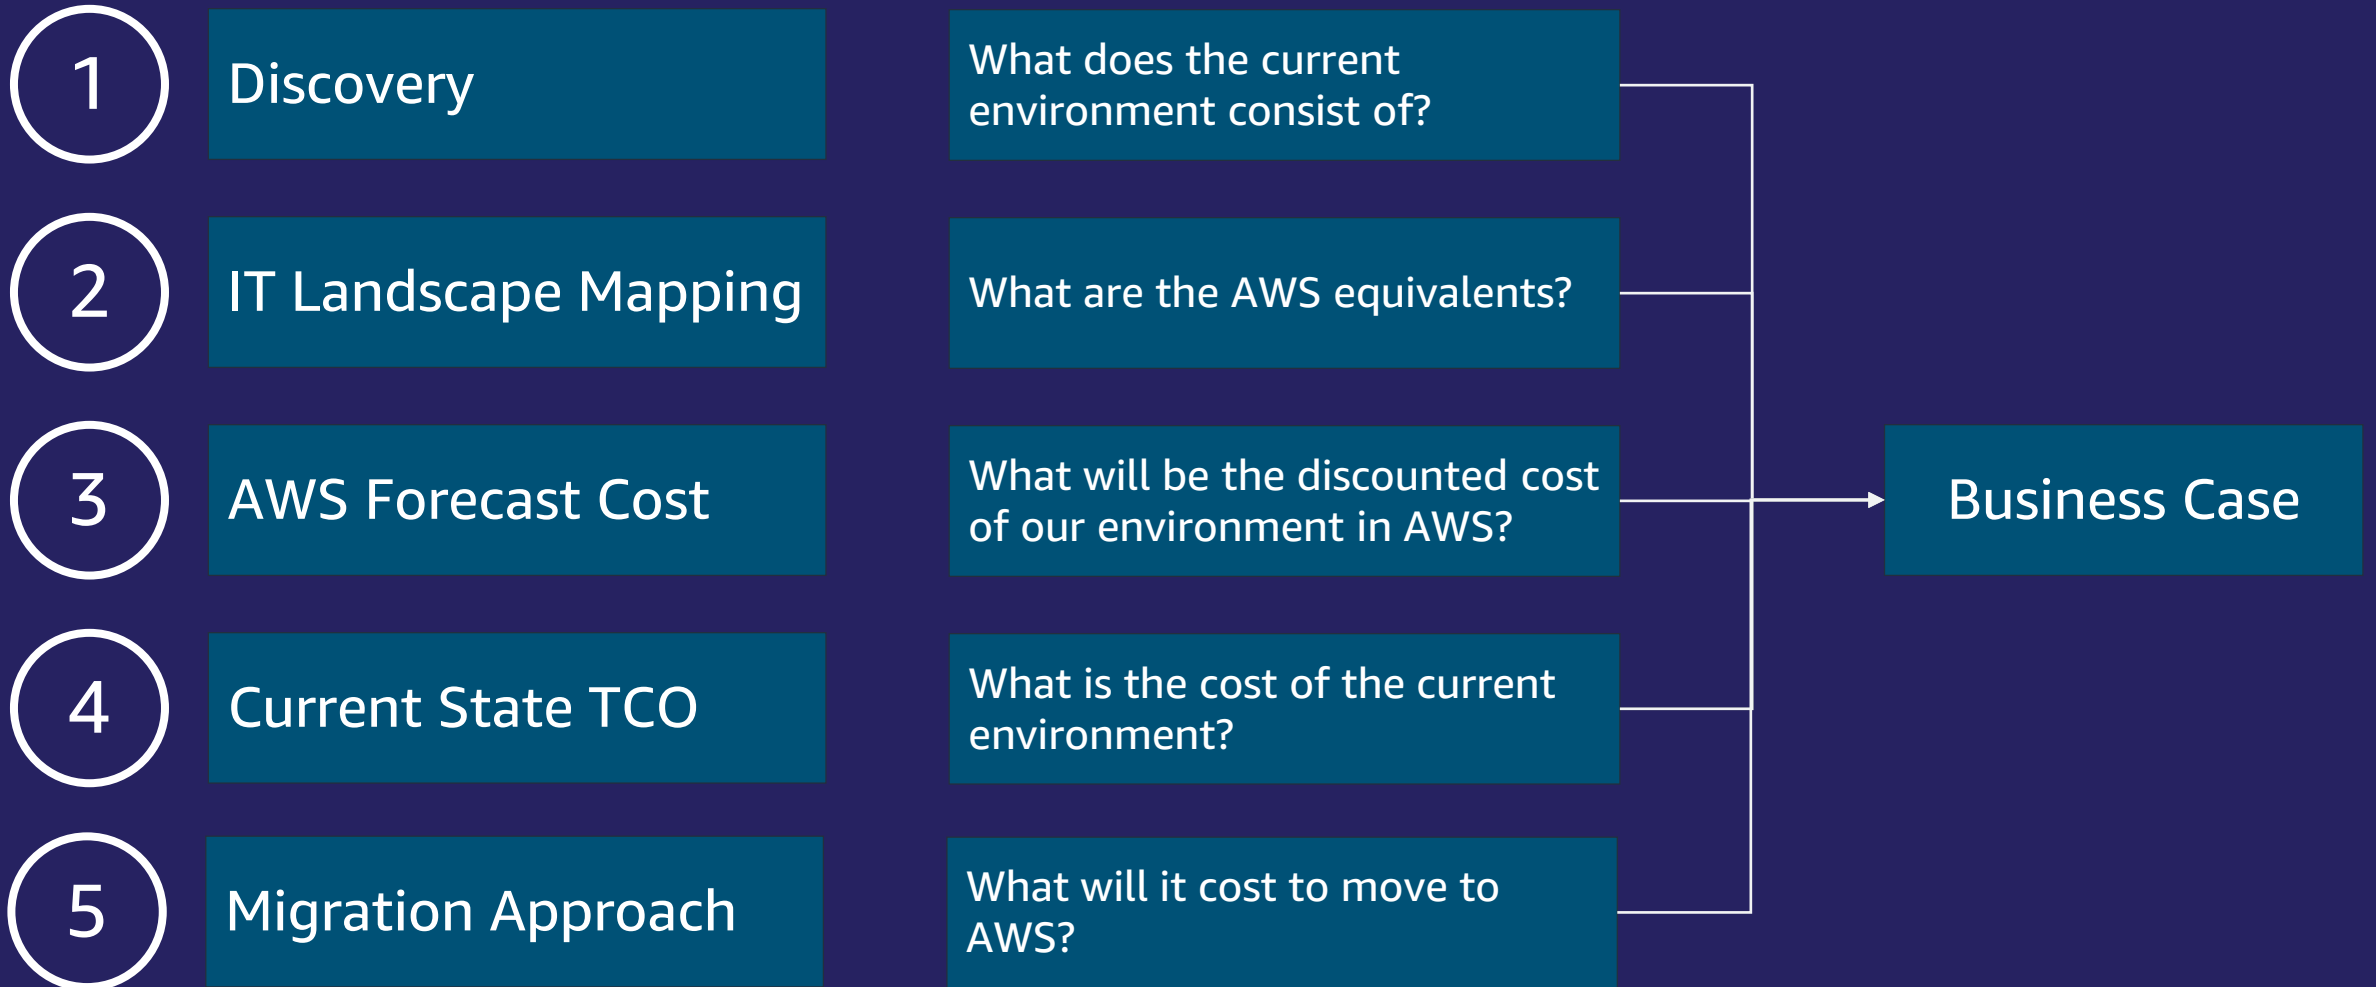 1
Discovery
What does the current
environment consist of?
2
IT Landscape Mapping
What are the AWS equivalents?
3
AWS Forecast Cost
What will be the discounted cost
of our environment in AWS?
Business Case
4
Current State TCO
What is the cost of the current
environment?
5
Migration Approach
What will it cost to move to
AWS?